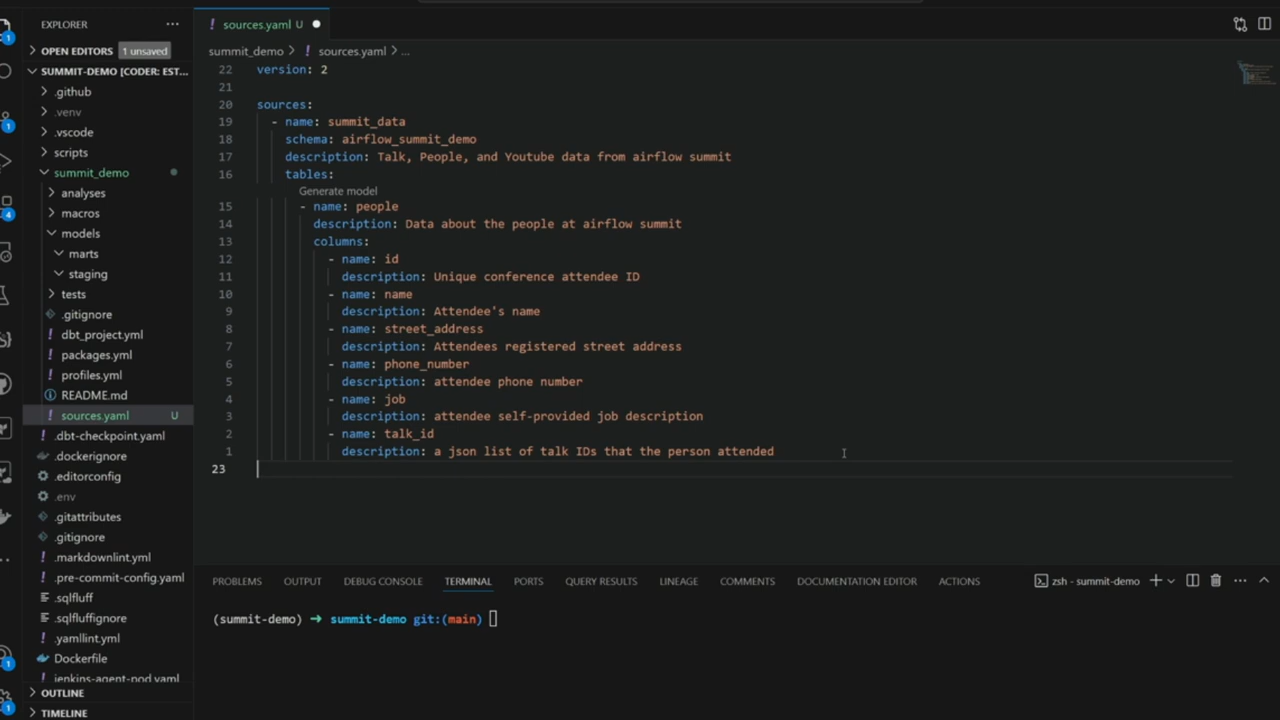 EXPLORER
OPEN EDITORS 1 unsaved
SUMMIT-DEMO [CODER: EST...
.github
.venv
.vscode
scripts
summit_demo
analyses
macros
models
marts
staging
tests
.gitignore
dbt_project.yml
packages.yml
profiles.yml
README.md
sources.yaml U
.dbt-checkpoint.yaml
.dockerignore
.editorconfig
.env
.gitattributes
.gitignore
.markdownlint.yml
.pre-commit-config.yaml
.sqlfluff
.sqlfluffignore
.yamllint.yml
Dockerfile
jenkins-agent-pod.yaml
OUTLINE
TIMELINE
1
1
4
1
1
sources.yaml U
summit_demo > sources.yaml > ...
22 version: 2
21
20 sources:
19 - name: summit_data
18 schema: airflow_summit_demo
17 description: Talk, People, and Youtube data from airflow summit
16 tables:
Generate model
15 - name: people
14 description: Data about the people at airflow summit
13 columns:
12 - name: id
11 description: Unique conference attendee ID
10 - name: name
9 description: Attendee's name
8 - name: street_address
7 description: Attendees registered street address
6 - name: phone_number
5 description: attendee phone number
4 - name: job
3 description: attendee self-provided job description
2 - name: talk_id
1 description: a json list of talk IDs that the person attended
23
PROBLEMS OUTPUT DEBUG CONSOLE TERMINAL PORTS QUERY RESULTS LINEAGE COMMENTS DOCUMENTATION EDITOR ACTIONS zsh - summit-demo
(summit-demo) → summit-demo git:(main)